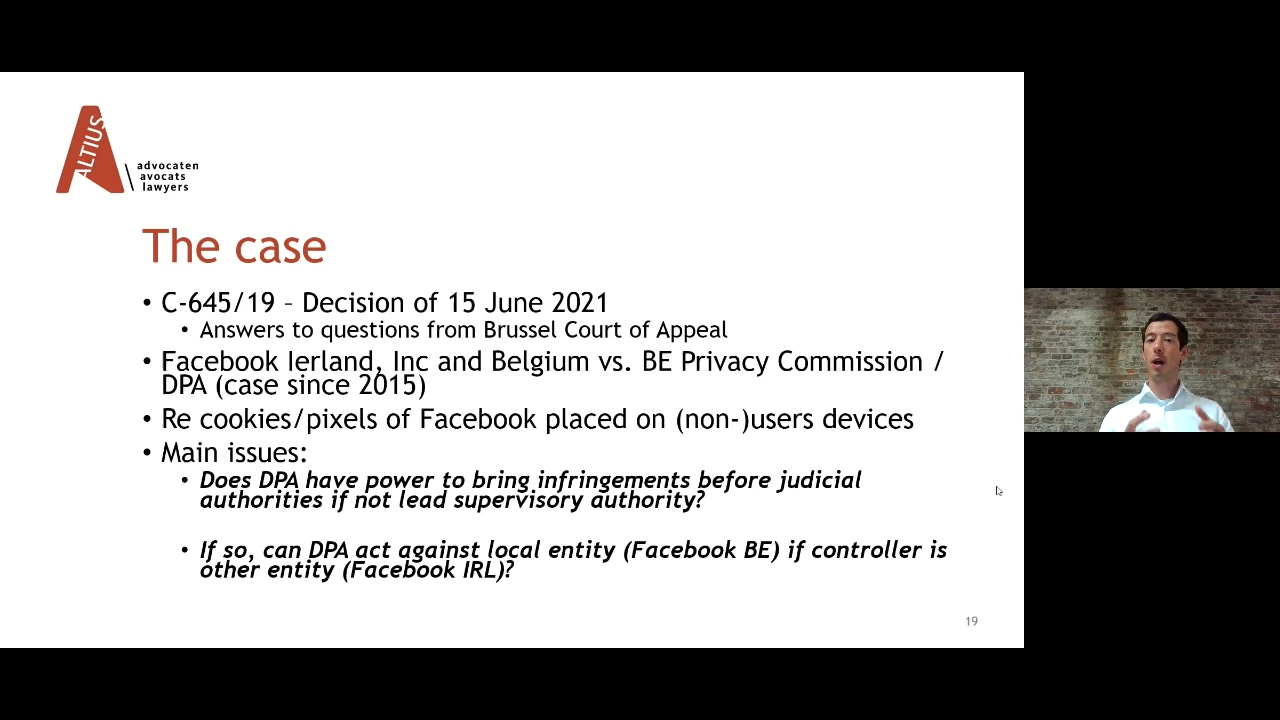 ALTIUS
advocaten
avocats
lawyers
The case
• C-645/19 – Decision of 15 June 2021
• Answers to questions from Brussel Court of Appeal
• Facebook Ierland, Inc and Belgium vs. BE Privacy Commission /
DPA (case since 2015)
• Re cookies/pixels of Facebook placed on (non-)users devices
• Main issues:
• Does DPA have power to bring infringements before judicial
authorities if not lead supervisory authority?
• If so, can DPA act against local entity (Facebook BE) if controller is
other entity (Facebook IRL)?
19